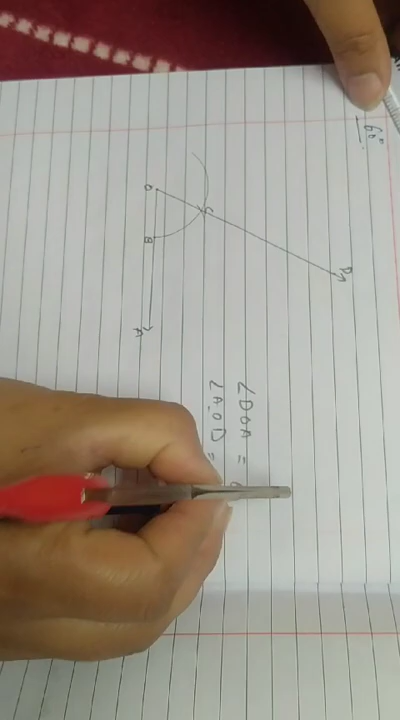 60°
D
C
O
B
A
∠DOA =
∠AOD =